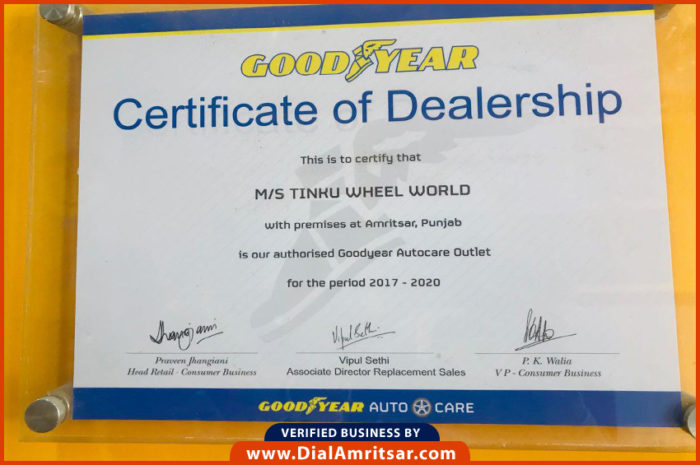 GOODYEAR
Certificate of Dealership
This is to certify that
M/S TINKU WHEEL WORLD
with premises at Amritsar, Punjab
is our authorised Goodyear Autocare Outlet
for the period 2017 - 2020
Praveen Jhangiani
Head Retail - Consumer Business
Vipul Sethi
Associate Director Replacement Sales
P. K. Walia
V P - Consumer Business
GOODYEAR AUTO CARE
VERIFIED BUSINESS BY
www.DialAmritsar.com